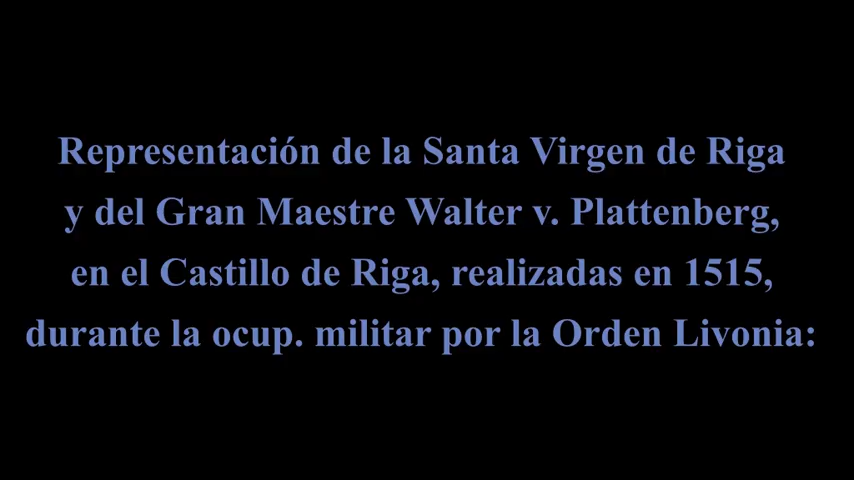 Representación de la Santa Virgen de Riga
y del Gran Maestre Walter v. Plattenberg,
en el Castillo de Riga, realizadas en 1515,
durante la ocup. militar por la Orden Livonia: